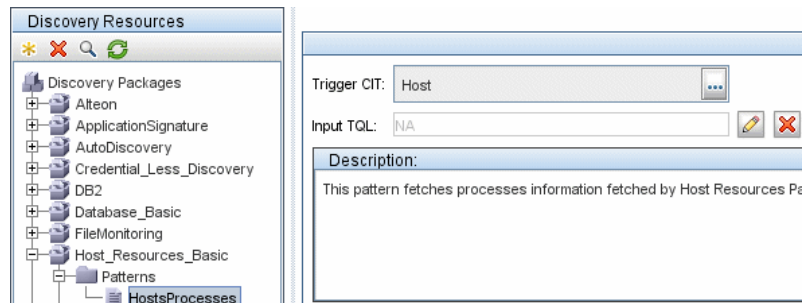 Discovery Resources
Discovery Packages
Alteon
ApplicationSignature
AutoDiscovery
Credential_Less_Discovery
DB2
Database_Basic
FileMonitoring
Host_Resources_Basic
Patterns
HostsProcesses
Trigger CIT: Host ...
Input TQL: NA
Description:
This pattern fetches processes information fetched by Host Resources Pa